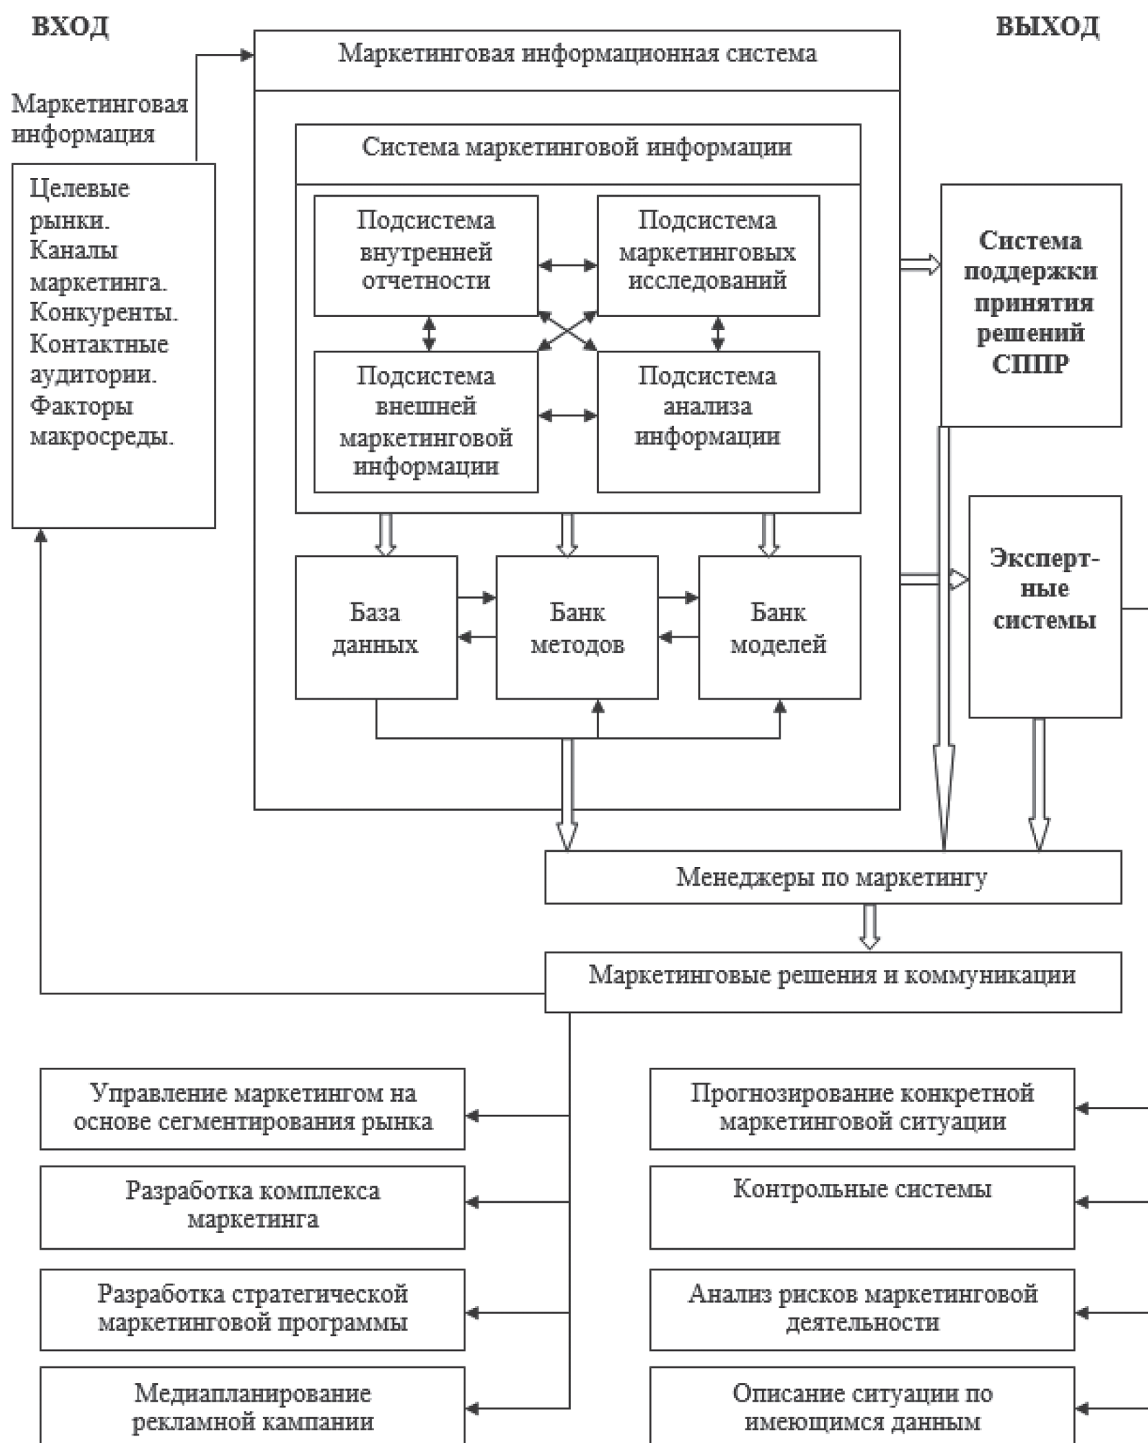 ВХОД
ВЫХОД
Маркетинговая информационная система
Маркетинговая
информация
Целевые
рынки.
Каналы
маркетинга.
Конкуренты.
Контактные
аудитории.
Факторы
макросреды.
Система маркетинговой информации
Подсистема
внутренней
отчетности
Подсистема
маркетинговых
исследований
Подсистема
внешней
маркетинговой
информации
Подсистема
анализа
информации
Система
поддержки
принятия
решений
СППР
База
данных
Банк
методов
Банк
моделей
Эксперт-
ные
системы
Менеджеры по маркетингу
Маркетинговые решения и коммуникации
Управление маркетингом на
основе сегментирования рынка
Разработка комплекса
маркетинга
Разработка стратегической
маркетинговой программы
Медиапланирование
рекламной кампании
Прогнозирование конкретной
маркетинговой ситуации
Контрольные системы
Анализ рисков маркетинговой
деятельности
Описание ситуации по
имеющимся данным